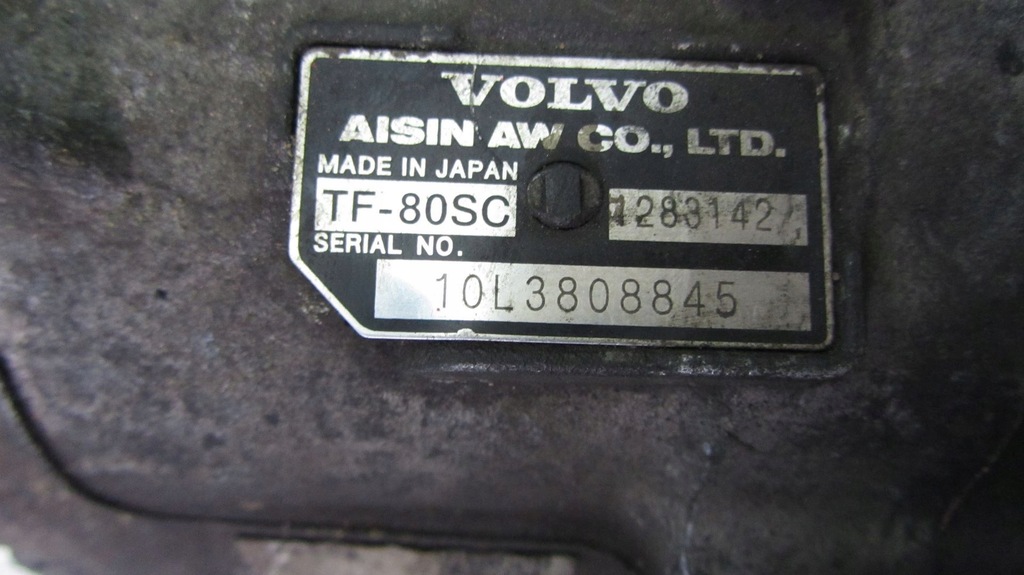 VOLVO
AISIN AW CO., LTD.
MADE IN JAPAN
TF-80SC 1283142
SERIAL NO.
10L3808845